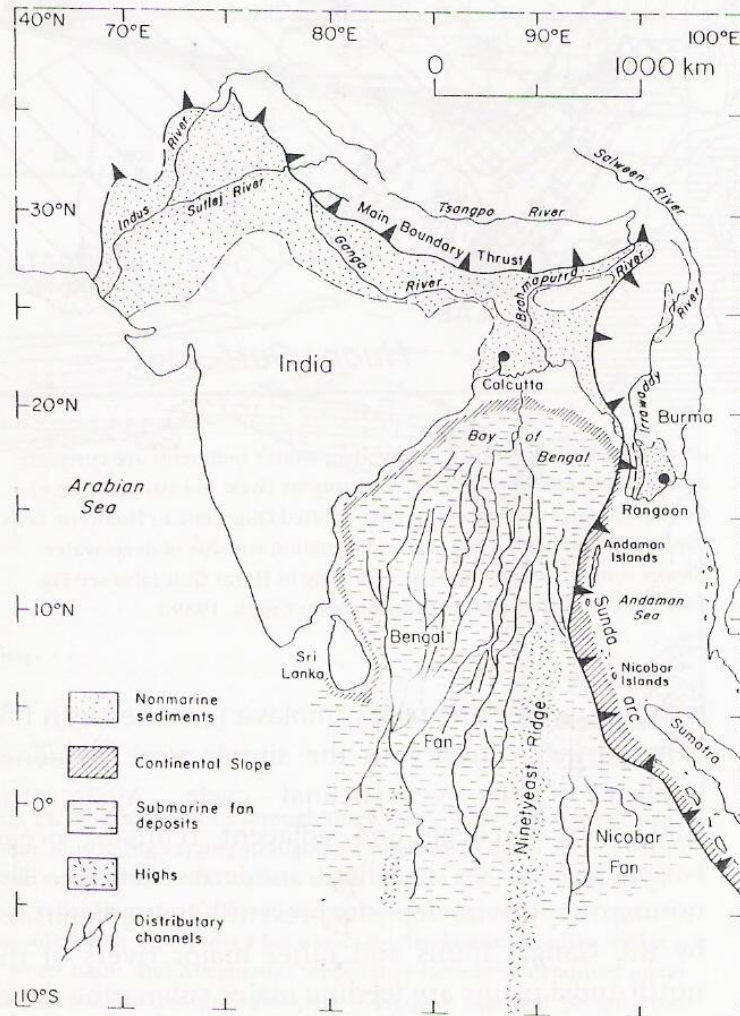 40°N 70°E 80°E 90°E 100°E
0 1000 km
Salween River
River
Indus
Sutlej River
30°N
Tsangpo River
Main Boundary Thrust
Ganga River
Brahmapurra River
River
India
Calcutta
Irrawaddy
Burma
20°N
Bay of
Bengal
Arabian
Sea
Rangoon
Andaman
Islands
Andaman
Sea
Sunda
arc
10°N
Bengal
Fan
Sri
Lanka
Nicobar
Islands
Sumatra
Ninetyeast Ridge
Nicobar
Fan
Nonmarine
sediments
Continental Slope
0°
Submarine fan
deposits
Highs
Distributary
channels
10°S